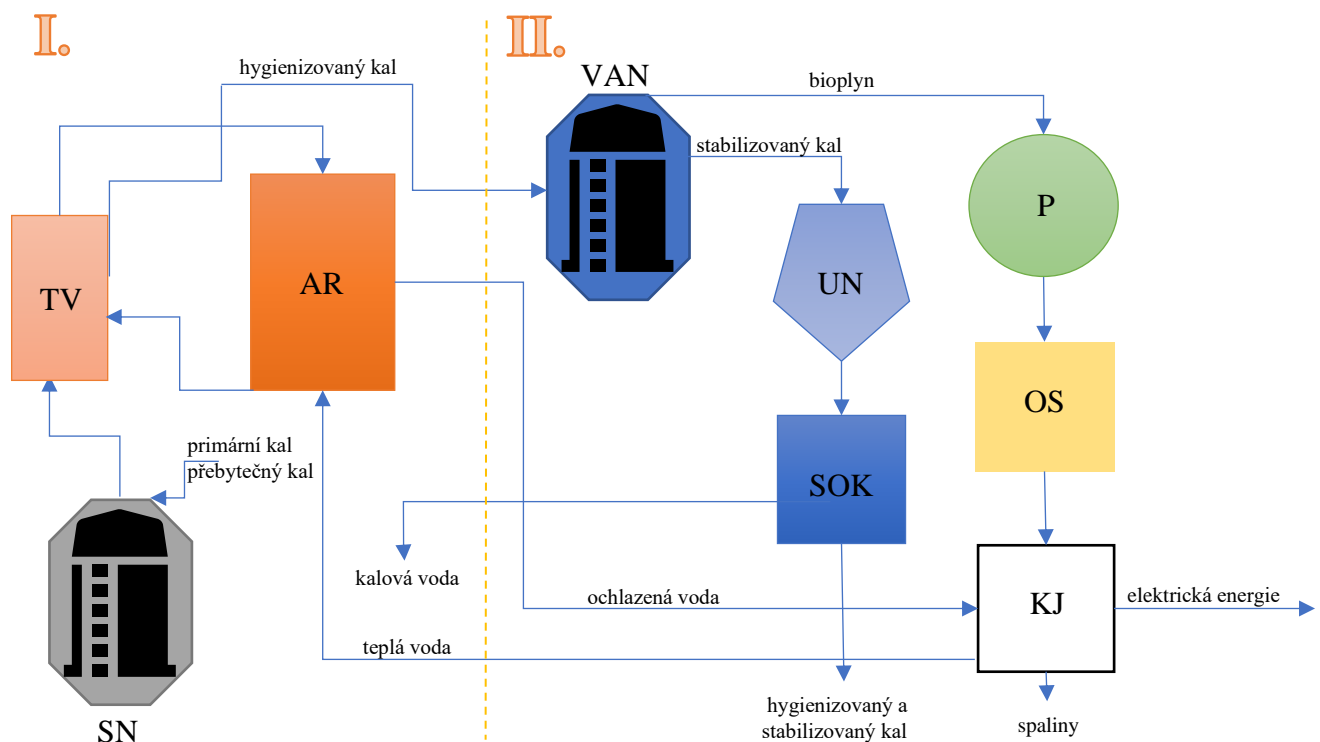 I.
II.
hygienizovaný kal
VAN
bioplyn
stabilizovaný kal
P
TV
AR
UN
OS
primární kal
přebytečný kal
SOK
kalová voda
ochlazená voda
KJ
elektrická energie
teplá voda
hygienizovaný a
stabilizovaný kal
spaliny
SN